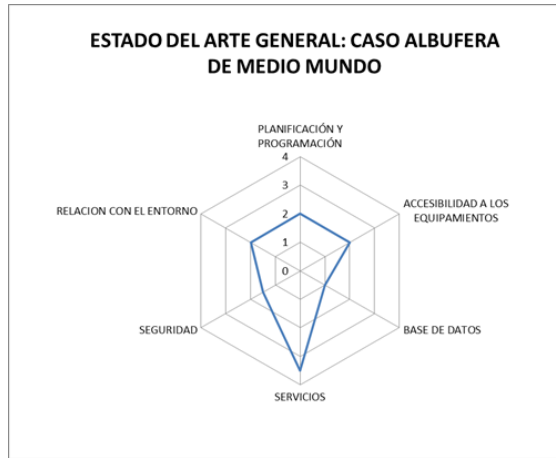 ESTADO DEL ARTE GENERAL: CASO ALBUFERA
DE MEDIO MUNDO
PLANIFICACIÓN Y
PROGRAMACIÓN
4
3
2
1
0
ACCESIBILIDAD A LOS
EQUIPAMIENTOS
BASE DE DATOS
SERVICIOS
SEGURIDAD
RELACION CON EL ENTORNO